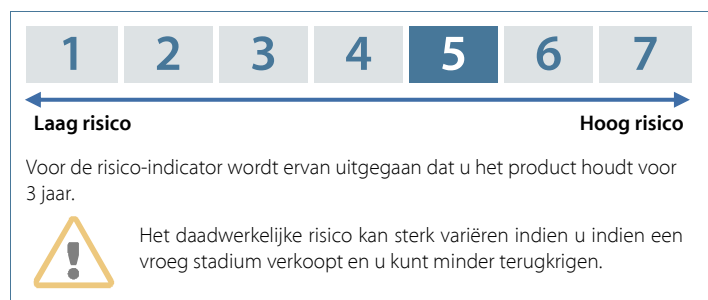 1 2 3 4 5 6 7
Laag risico Hoog risico
Voor de risico-indicator wordt ervan uitgegaan dat u het product houdt voor
3 jaar.
Het daadwerkelijke risico kan sterk variëren indien u indien een
vroeg stadium verkoopt en u kunt minder terugkrigen.